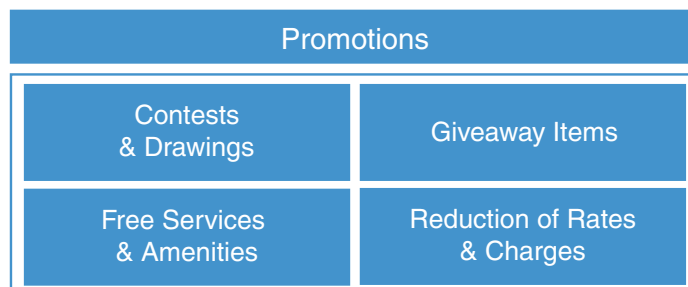 Promotions
Contests
& Drawings
Giveaway Items
Free Services
& Amenities
Reduction of Rates
& Charges